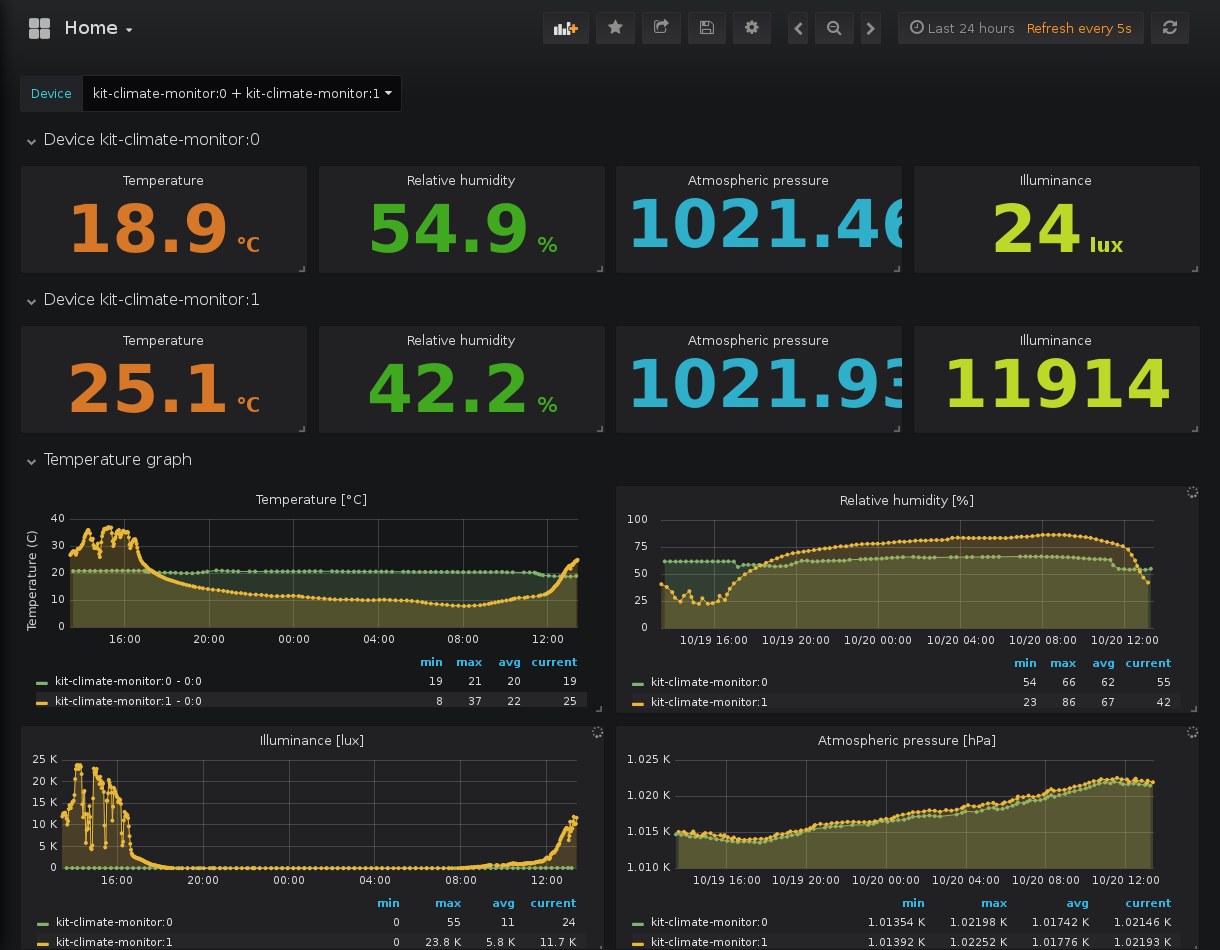 Home
Last 24 hours Refresh every 5s
Device kit-climate-monitor:0 + kit-climate-monitor:1
Device kit-climate-monitor:0
Temperature Relative humidity Atmospheric pressure Illuminance
18.9 °C 54.9 % 1021.46 24 lux
Device kit-climate-monitor:1
Temperature Relative humidity Atmospheric pressure Illuminance
25.1 °C 42.2 % 1021.93 11914
Temperature graph
Temperature [°C]
Temperature (C)
40
30
20
10
0
16:00 20:00 00:00 04:00 08:00 12:00
min max avg current
kit-climate-monitor:0 - 0:0 19 21 20 19
kit-climate-monitor:1 - 0:0 8 37 22 25
Relative humidity [%]
100
75
50
25
0
10/19 16:00 10/19 20:00 10/20 00:00 10/20 04:00 10/20 08:00 10/20 12:00
min max avg current
kit-climate-monitor:0 54 66 62 55
kit-climate-monitor:1 23 86 67 42
Illuminance [lux]
25 K
20 K
15 K
10 K
5 K
0
16:00 20:00 00:00 04:00 08:00 12:00
min max avg current
kit-climate-monitor:0 0 55 11 24
kit-climate-monitor:1 0 23.8 K 5.8 K 11.7 K
Atmospheric pressure [hPa]
1.025 K
1.020 K
1.015 K
1.010 K
10/19 16:00 10/19 20:00 10/20 00:00 10/20 04:00 10/20 08:00 10/20 12:00
min max avg current
kit-climate-monitor:0 1.01354 K 1.02198 K 1.01742 K 1.02146 K
kit-climate-monitor:1 1.01392 K 1.02252 K 1.01776 K 1.02193 K